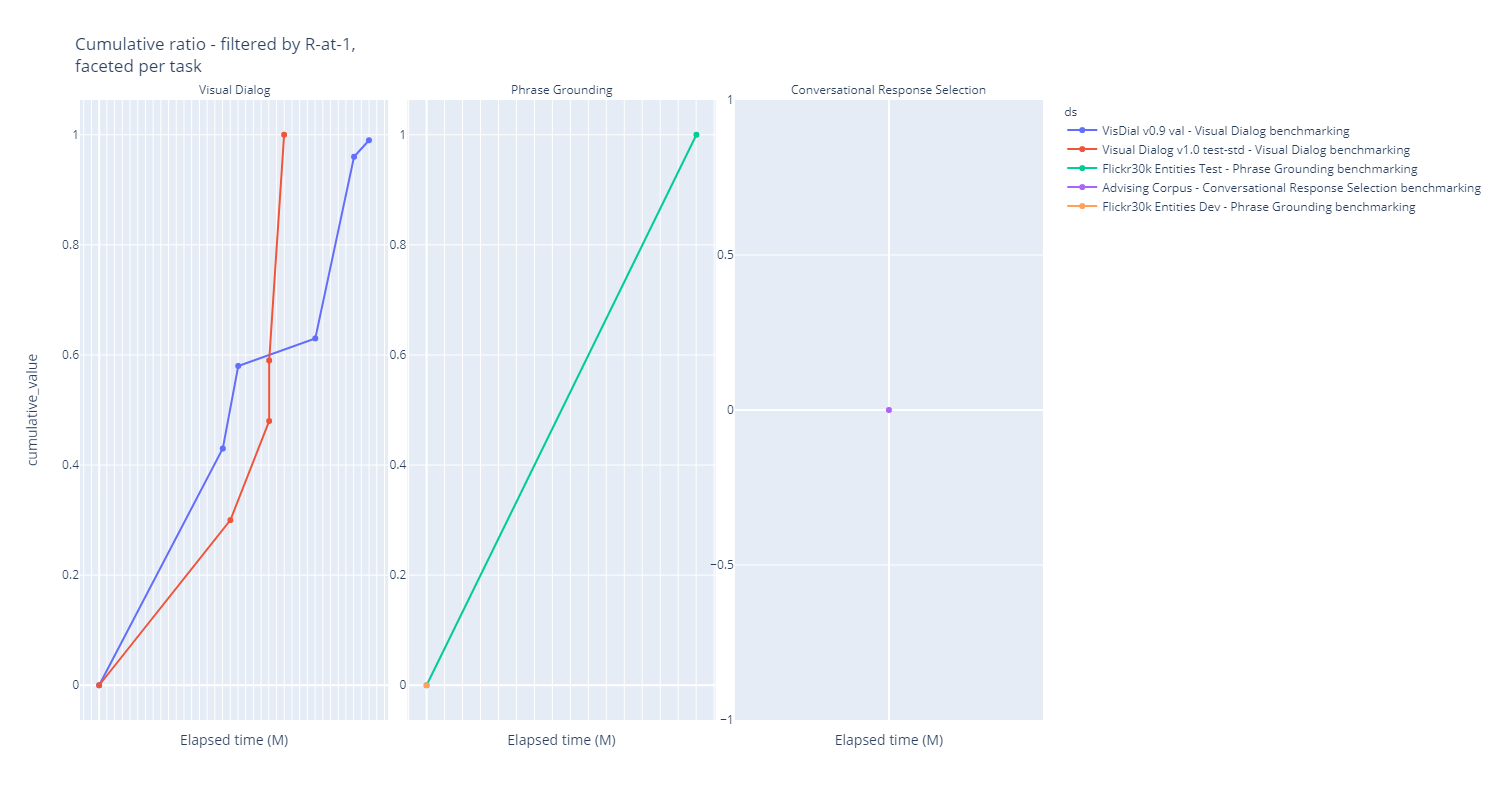 Cumulative ratio - filtered by R-at-1,
faceted per task
Visual Dialog
Phrase Grounding
Conversational Response Selection
cumulative_value
1
0.8
0.6
0.4
0.2
0
Elapsed time (M)
1
0.8
0.6
0.4
0.2
0
Elapsed time (M)
1
0.5
0
−0.5
−1
Elapsed time (M)
ds
VisDial v0.9 val - Visual Dialog benchmarking
Visual Dialog v1.0 test-std - Visual Dialog benchmarking
Flickr30k Entities Test - Phrase Grounding benchmarking
Advising Corpus - Conversational Response Selection benchmarking
Flickr30k Entities Dev - Phrase Grounding benchmarking